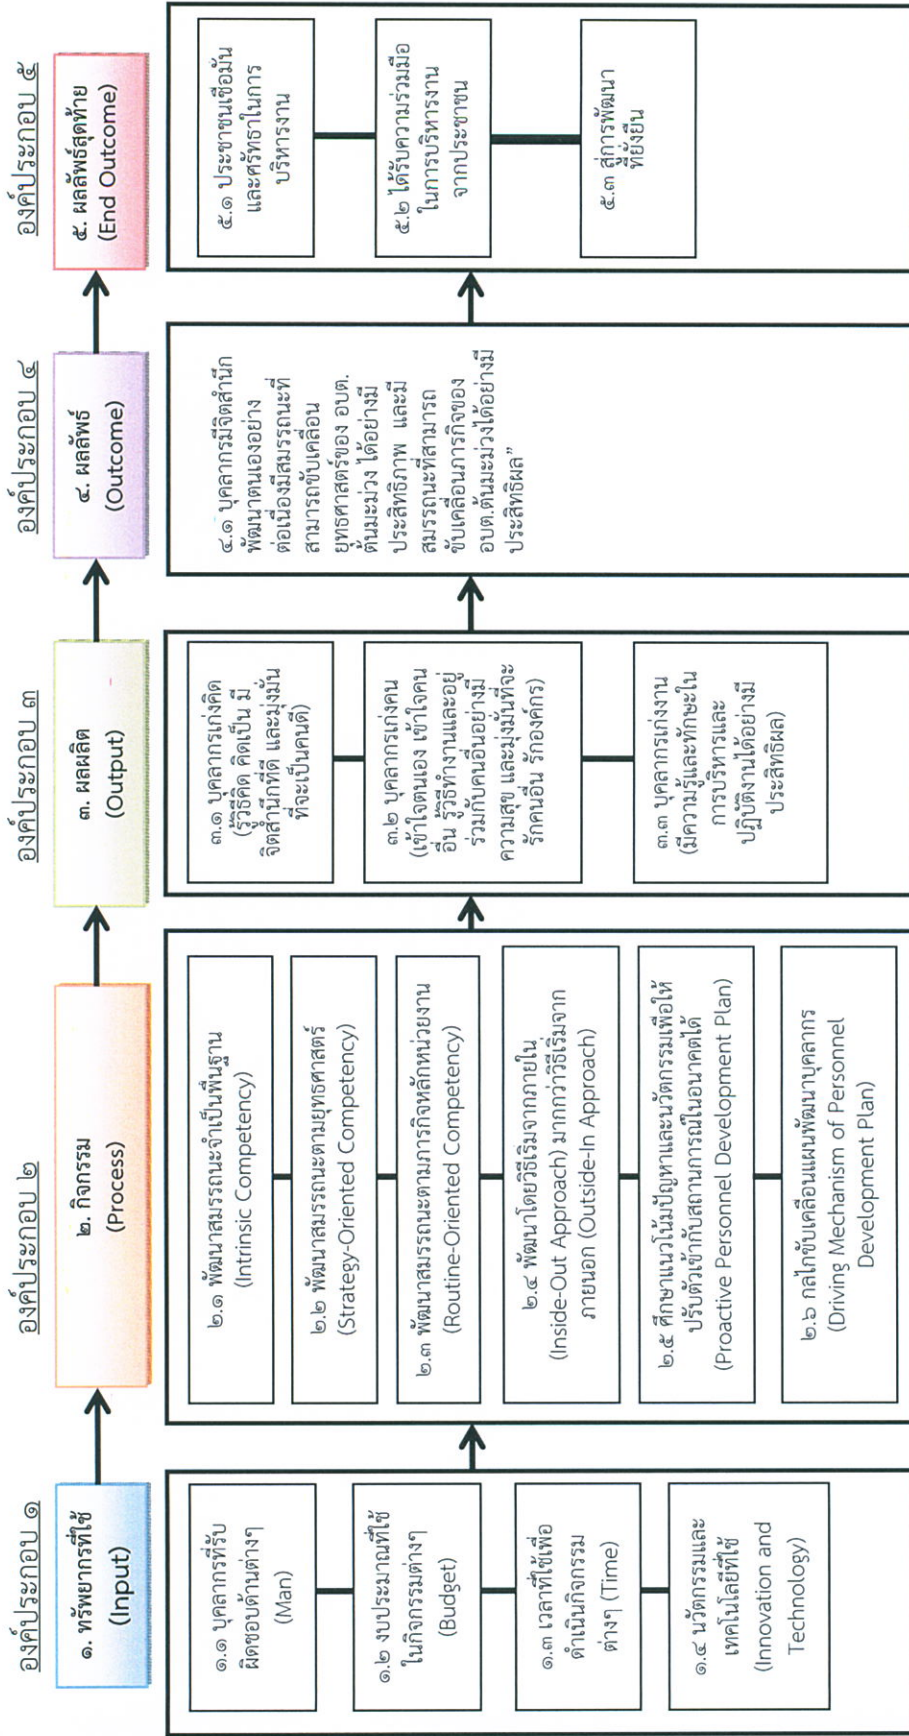 องค์ประกอบ ๑
๑. ทรัพยากรที่ใช้
(Input)
๑.๑ บุคลากรที่รับ
ผิดชอบด้านต่างๆ
(Man)
๑.๒ งบประมาณที่ใช้
ในกิจกรรมต่างๆ
(Budget)
๑.๓ เวลาที่ใช้เพื่อ
ดำเนินกิจกรรม
ต่างๆ (Time)
๑.๔ นวัตกรรมและ
เทคโนโลยีที่ใช้
(Innovation and
Technology)
องค์ประกอบ ๒
๒. กิจกรรม
(Process)
๒.๑ พัฒนาสมรรถนะจำเป็นพื้นฐาน
(Intrinsic Competency)
๒.๒ พัฒนาสมรรถนะตามยุทธศาสตร์
(Strategy-Oriented Competency)
๒.๓ พัฒนาสมรรถนะตามภารกิจหลักหน่วยงาน
(Routine-Oriented Competency)
๒.๔ พัฒนาโดยวิธีเริ่มจากภายใน
(Inside-Out Approach) มากกว่าวิธีเริ่มจาก
ภายนอก (Outside-In Approach)
๒.๕ ศึกษาแนวโน้มปัญหาและนวัตกรรมเพื่อให้
ปรับตัวเข้ากับสถานการณ์ในอนาคตได้
(Proactive Personnel Development Plan)
๒.๖ กลไกขับเคลื่อนแผนพัฒนาบุคลากร
(Driving Mechanism of Personnel
Development Plan)
องค์ประกอบ ๓
๓. ผลผลิต
(Output)
๓.๑ บุคลากรเก่งคิด
(รู้วิธีคิด คิดเป็น มี
จิตสำนึกที่ดี และมุ่งมั่น
ที่จะเป็นคนดี)
๓.๒ บุคลากรเก่งคน
(เข้าใจตนเอง เข้าใจคน
อื่น รู้วิธีทำงานและอยู่
ร่วมกับคนอื่นอย่างมี
ความสุข และมุ่งมั่นที่จะ
รักคนอื่น รักองค์กร)
๓.๓ บุคลากรเก่งงาน
(มีความรู้และทักษะใน
การบริหารและ
ปฏิบัติงานได้อย่างมี
ประสิทธิผล)
องค์ประกอบ ๔
๔. ผลลัพธ์
(Outcome)
๔.๑ บุคลากรมีจิตสำนึก
พัฒนาตนเองอย่าง
ต่อเนื่องมีสมรรถนะที่
สามารถขับเคลื่อน
ยุทธศาสตร์ของ อบต.
ต้นมะม่วง ได้อย่างมี
ประสิทธิภาพ และมี
สมรรถนะที่สามารถ
ขับเคลื่อนภารกิจของ
อบต.ต้นมะม่วงได้อย่างมี
ประสิทธิผล”
องค์ประกอบ ๕
๕. ผลลัพธ์สุดท้าย
(End Outcome)
๕.๑ ประชาชนเชื่อมั่น
และศรัทธาในการ
บริหารงาน
๕.๒ ได้รับความร่วมมือ
ในการบริหารงาน
จากประชาชน
๕.๓ สู่การพัฒนา
ที่ยั่งยืน